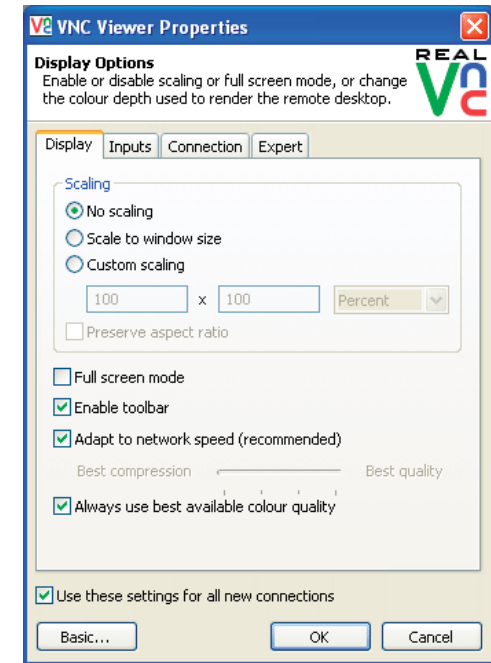 VNC Viewer Properties
Display Options
Enable or disable scaling or full screen mode, or change
the colour depth used to render the remote desktop.
REAL
VNC
Display Inputs Connection Expert
Scaling
No scaling
Scale to window size
Custom scaling
100 x 100 Percent
Preserve aspect ratio
Full screen mode
Enable toolbar
Adapt to network speed (recommended)
Best compression Best quality
Always use best available colour quality
Use these settings for all new connections
Basic... OK Cancel